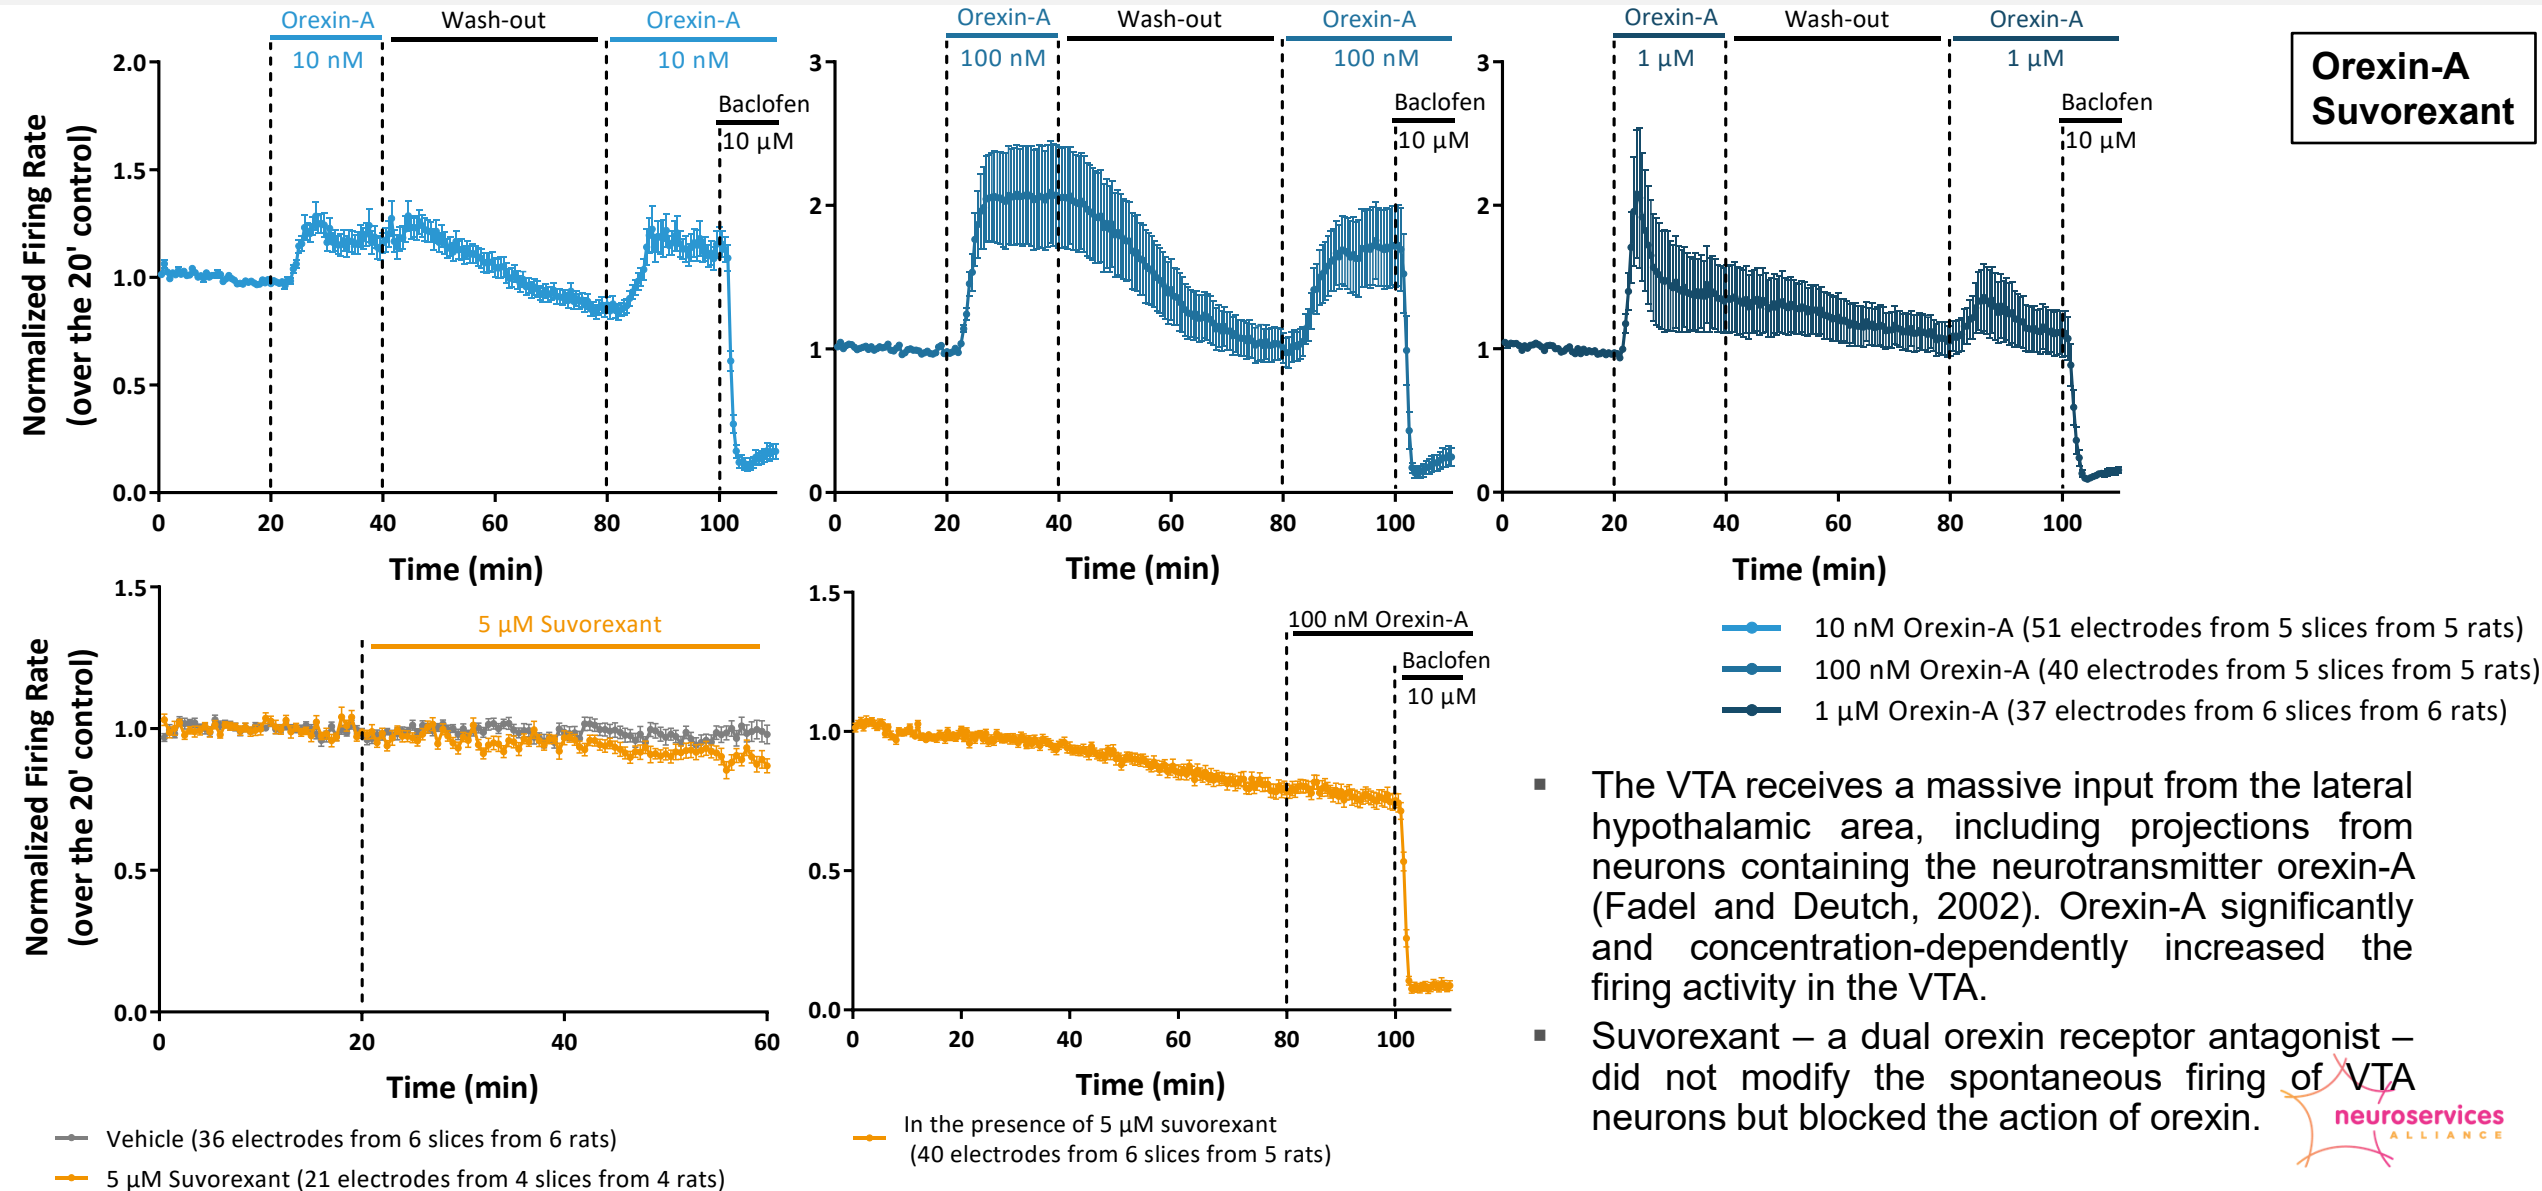 Orexin-A
Wash-out
Orexin-A
10 nM
10 nM
Baclofen
10 µM
2.0
1.5
1.0
0.5
0.0
0
20
40
60
80
100
Normalized Firing Rate
(over the 20' control)
Time (min)
Orexin-A
Wash-out
Orexin-A
100 nM
100 nM
Baclofen
10 µM
3
2
1
0
0
20
40
60
80
100
Time (min)
Orexin-A
Wash-out
Orexin-A
1 µM
1 µM
Baclofen
10 µM
3
2
1
0
0
20
40
60
80
100
Time (min)
Orexin-A
Suvorexant
5 µM Suvorexant
1.5
1.0
0.5
0.0
0
20
40
60
Normalized Firing Rate
(over the 20' control)
Time (min)
Vehicle (36 electrodes from 6 slices from 6 rats)
5 µM Suvorexant (21 electrodes from 4 slices from 4 rats)
100 nM Orexin-A
Baclofen
10 µM
1.5
1.0
0.5
0.0
0
20
40
60
80
100
Time (min)
In the presence of 5 µM suvorexant
(40 electrodes from 6 slices from 5 rats)
10 nM Orexin-A (51 electrodes from 5 slices from 5 rats)
100 nM Orexin-A (40 electrodes from 5 slices from 5 rats)
1 µM Orexin-A (37 electrodes from 6 slices from 6 rats)
▪ The VTA receives a massive input from the lateral
hypothalamic area, including projections from
neurons containing the neurotransmitter orexin-A
(Fadel and Deutch, 2002). Orexin-A significantly
and concentration-dependently increased the
firing activity in the VTA.
▪ Suvorexant – a dual orexin receptor antagonist –
did not modify the spontaneous firing of VTA
neurons but blocked the action of orexin.
neuroservices
ALLIANCE